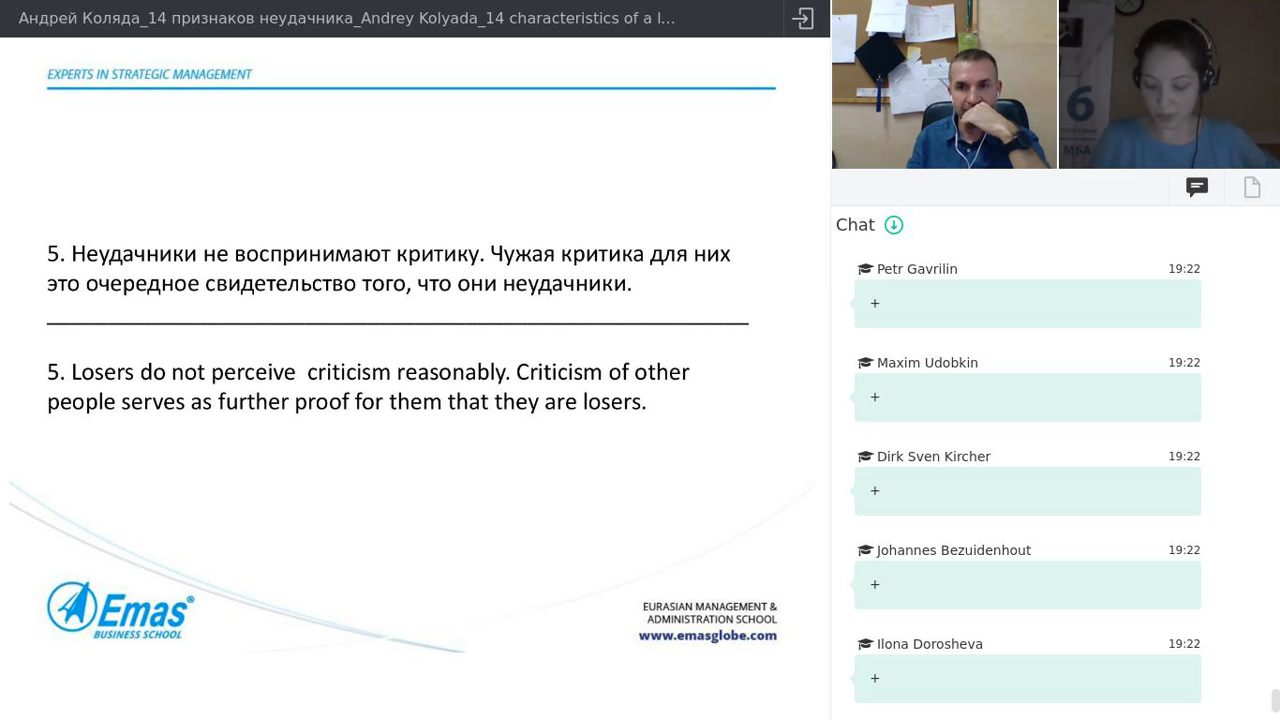 Андрей Коляда_14 признаков неудачника_Andrey Kolyada_14 characteristics of a l...
EXPERTS IN STRATEGIC MANAGEMENT
5. Неудачники не воспринимают критику. Чужая критика для них
это очередное свидетельство того, что они неудачники.
5. Losers do not perceive criticism reasonably. Criticism of other
people serves as further proof for them that they are losers.
Emas®
BUSINESS SCHOOL
EURASIAN MANAGEMENT &
ADMINISTRATION SCHOOL
www.emasglobe.com
6
МБА
Chat
Petr Gavrilin 19:22
+
Maxim Udobkin 19:22
+
Dirk Sven Kircher 19:22
+
Johannes Bezuidenhout 19:22
+
Ilona Dorosheva 19:22
+